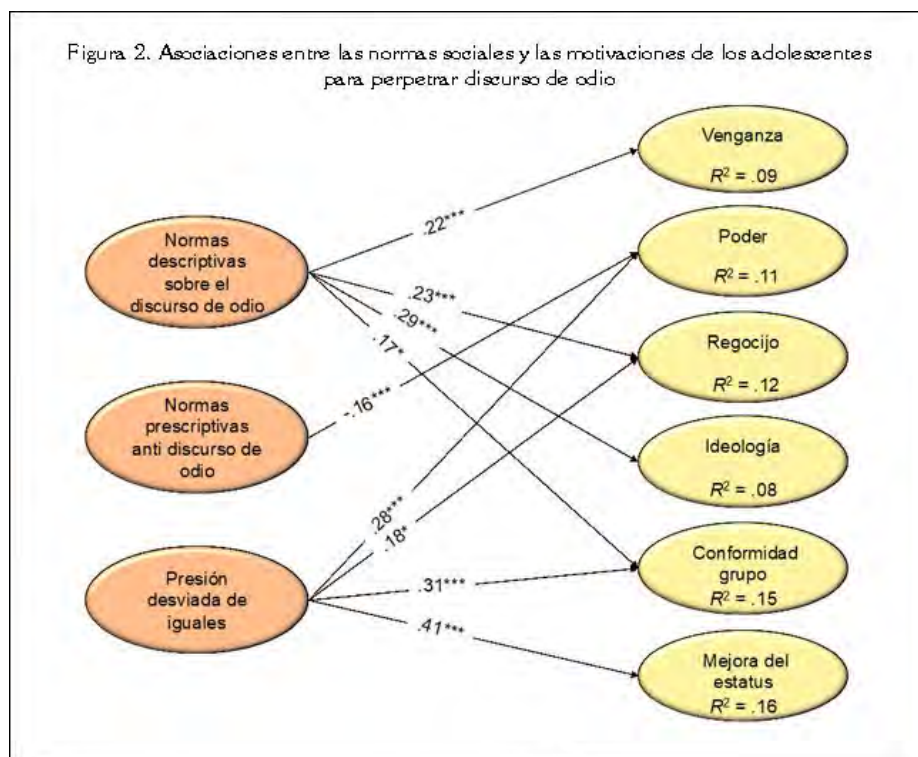 Figura 2. Asociaciones entre las normas sociales y las motivaciones de los adolescentes
para perpetrar discurso de odio
Normas
descriptivas
sobre el
discurso de odio
Normas
prescriptivas
anti discurso de
odio
Presión
desviada de
iguales
.22***
.23***
.29***
.17*
-.16***
.28***
.18*
.31***
.41***
Venganza
R² = .09
Poder
R² = .11
Regocijo
R² = .12
Ideología
R² = .08
Conformidad
grupo
R² = .15
Mejora del
estatus
R² = .16